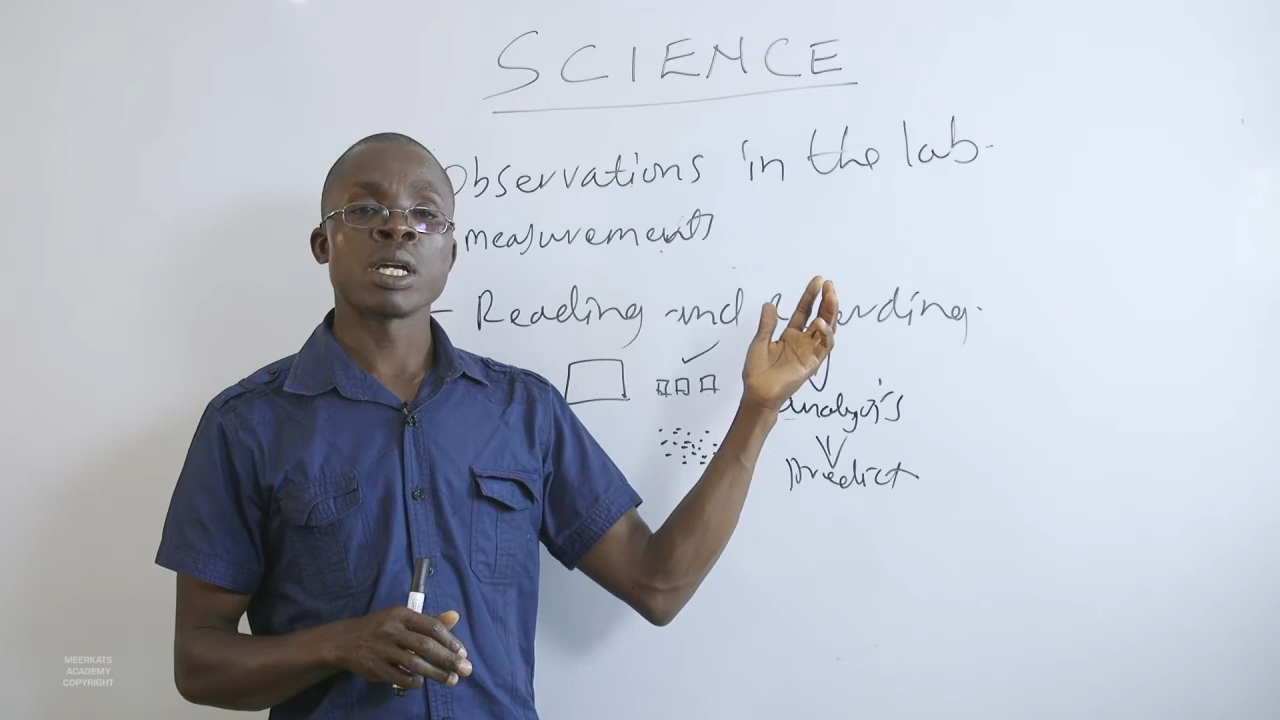 SCIENCE
Observations in the lab.
measurements
- Reading and
analysis
predict
MEERKATS
ACADEMY
COPYRIGHT